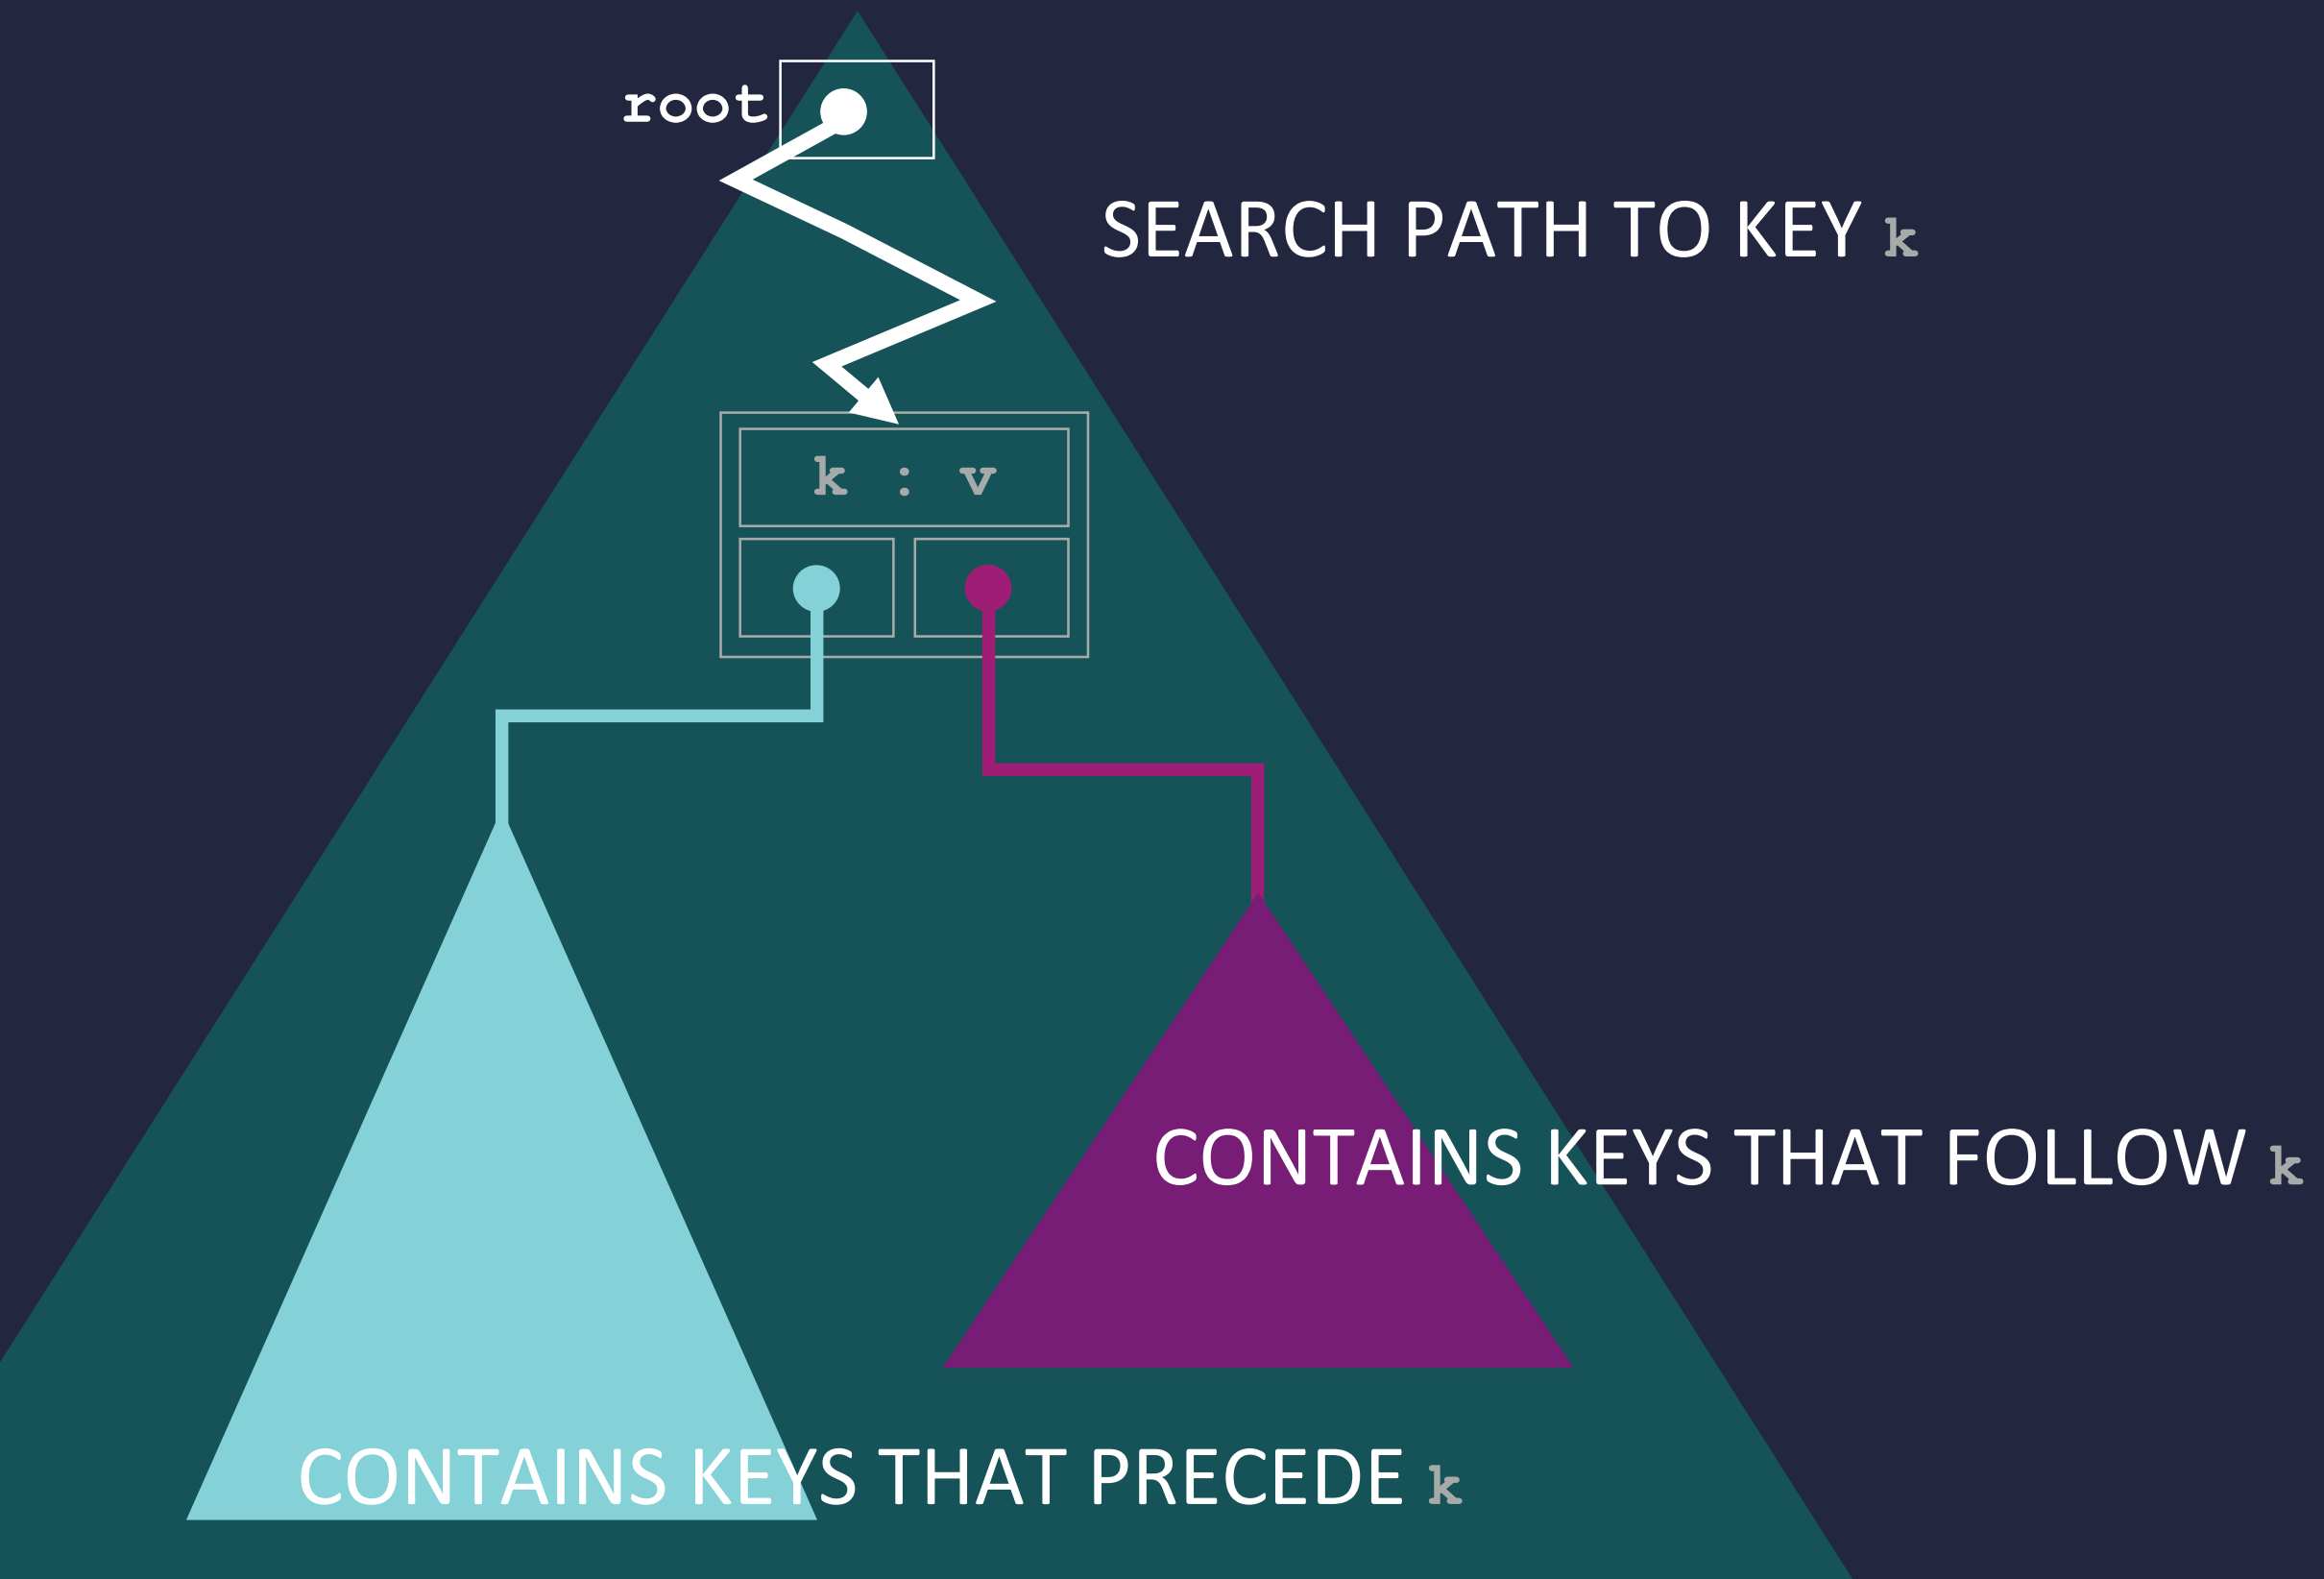 root
SEARCH PATH TO KEY k
k : v
CONTAINS KEYS THAT FOLLOW k
CONTAINS KEYS THAT PRECEDE k